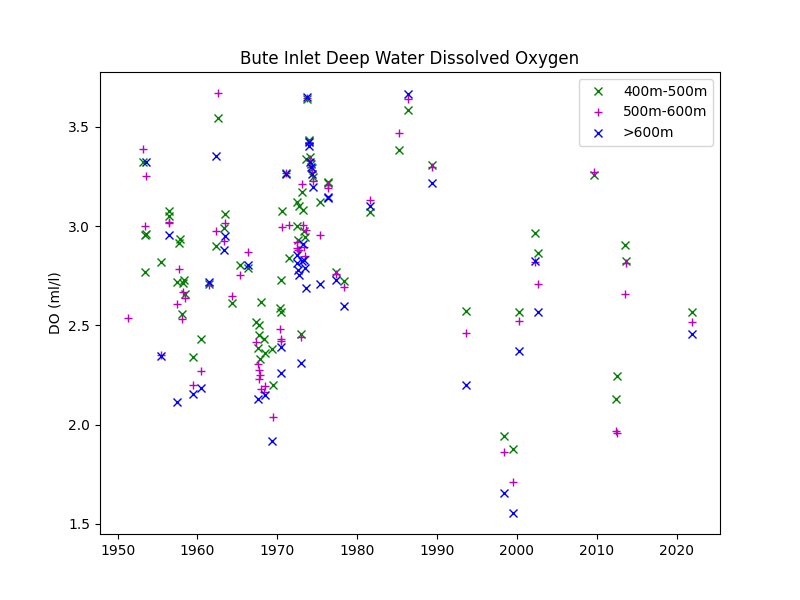 Bute Inlet Deep Water Dissolved Oxygen
400m-500m
500m-600m
>600m
DO (ml/l)
3.5
3.0
2.5
2.0
1.5
1950 1960 1970 1980 1990 2000 2010 2020